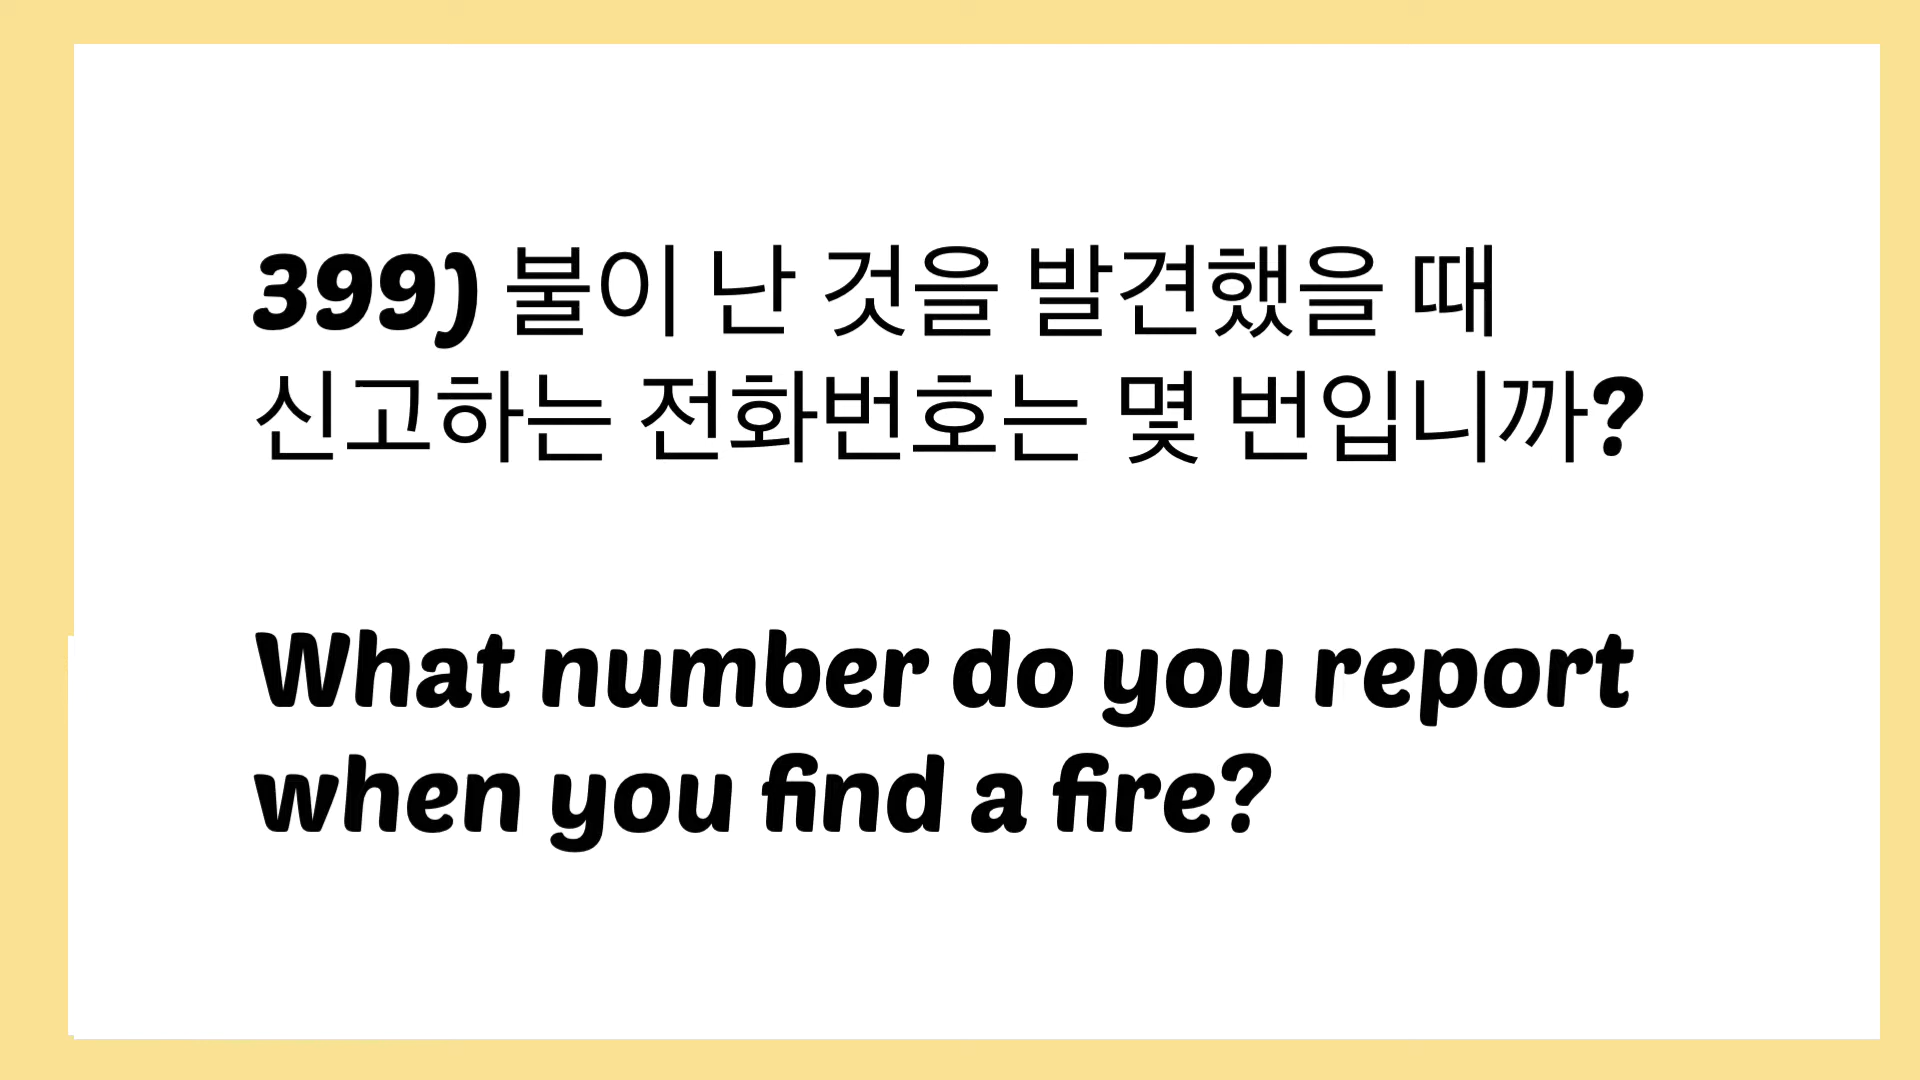 399) 불이 난 것을 발견했을 때
신고하는 전화번호는 몇 번입니까?
What number do you report
when you find a fire?